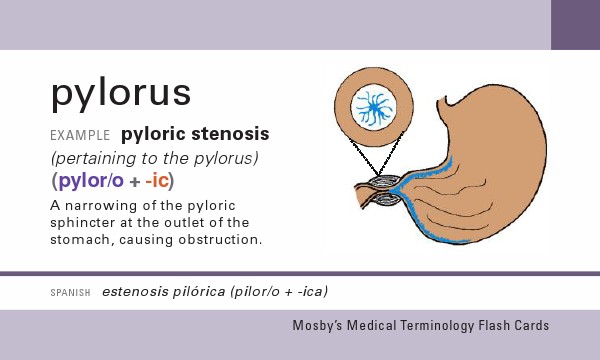 pylorus
EXAMPLE pyloric stenosis
(pertaining to the pylorus)
(pylor/o + -ic)
A narrowing of the pyloric
sphincter at the outlet of the
stomach, causing obstruction.
SPANISH estenosis pilórica (pilor/o + -ica)
Mosby's Medical Terminology Flash Cards